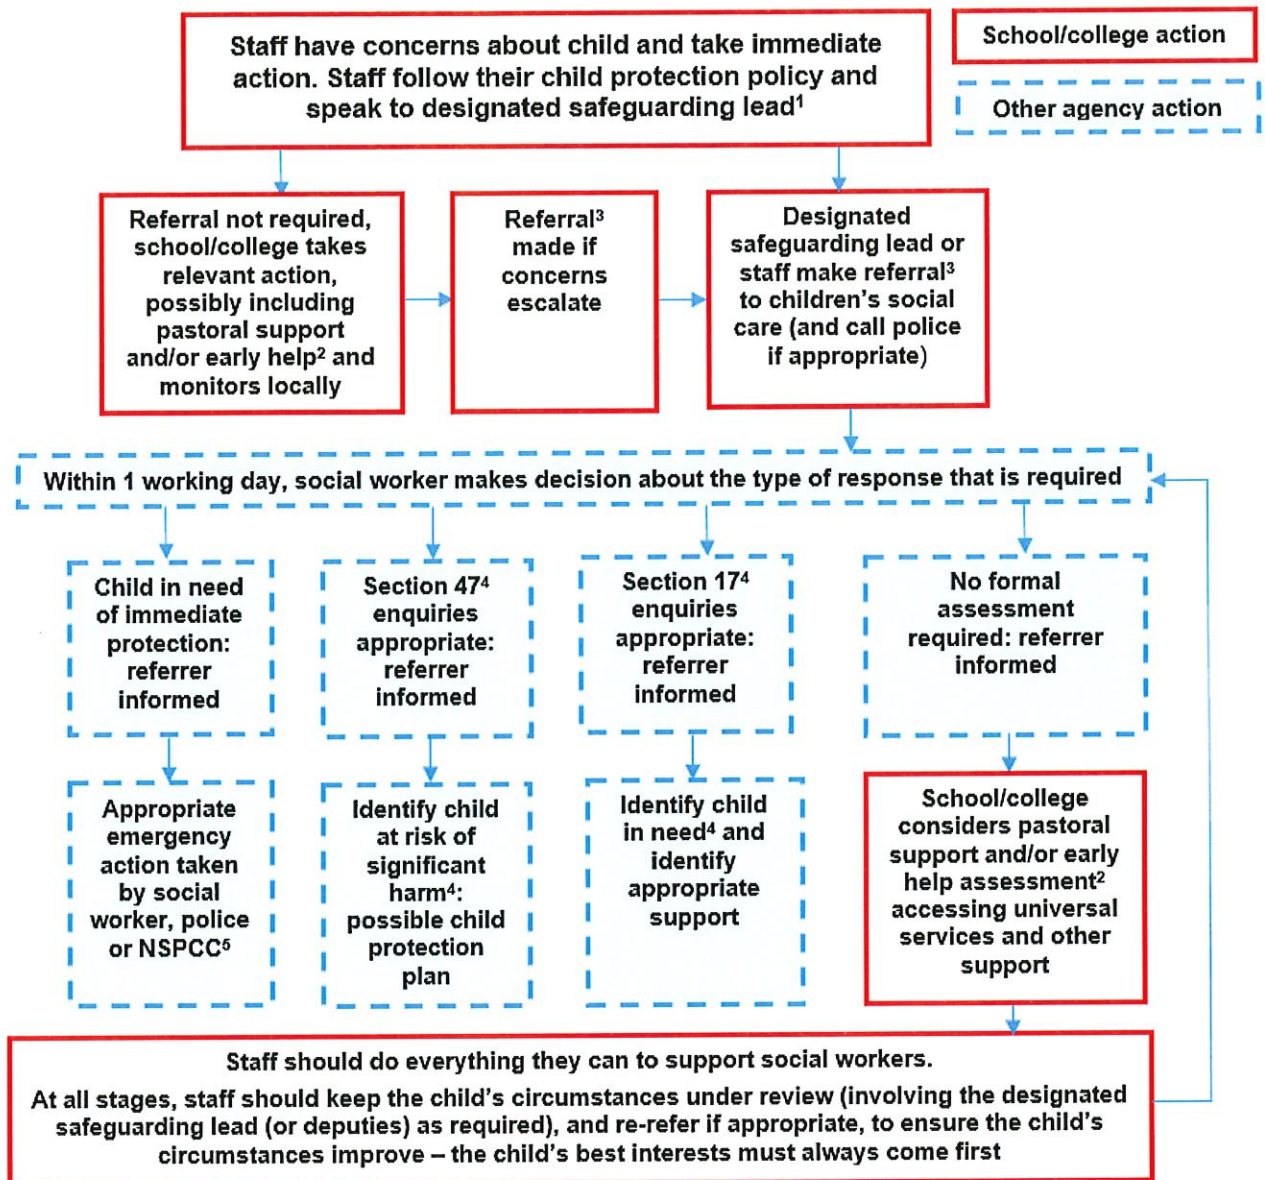 Staff have concerns about child and take immediate
action. Staff follow their child protection policy and
speak to designated safeguarding lead¹
School/college action
Other agency action
Referral not required,
school/college takes
relevant action,
possibly including
pastoral support
and/or early help² and
monitors locally
Referral³
made if
concerns
escalate
Designated
safeguarding lead or
staff make referral³
to children's social
care (and call police
if appropriate)
Within 1 working day, social worker makes decision about the type of response that is required
Child in need
of immediate
protection:
referrer
informed
Section 47⁴
enquiries
appropriate:
referrer
informed
Section 17⁴
enquiries
appropriate:
referrer
informed
No formal
assessment
required: referrer
informed
Appropriate
emergency
action taken
by social
worker, police
or NSPCC⁵
Identify child
at risk of
significant
harm⁴:
possible child
protection
plan
Identify child
in need⁴ and
identify
appropriate
support
School/college
considers pastoral
support and/or early
help assessment²
accessing universal
services and other
support
Staff should do everything they can to support social workers.
At all stages, staff should keep the child's circumstances under review (involving the designated
safeguarding lead (or deputies) as required), and re-refer if appropriate, to ensure the child's
circumstances improve – the child's best interests must always come first